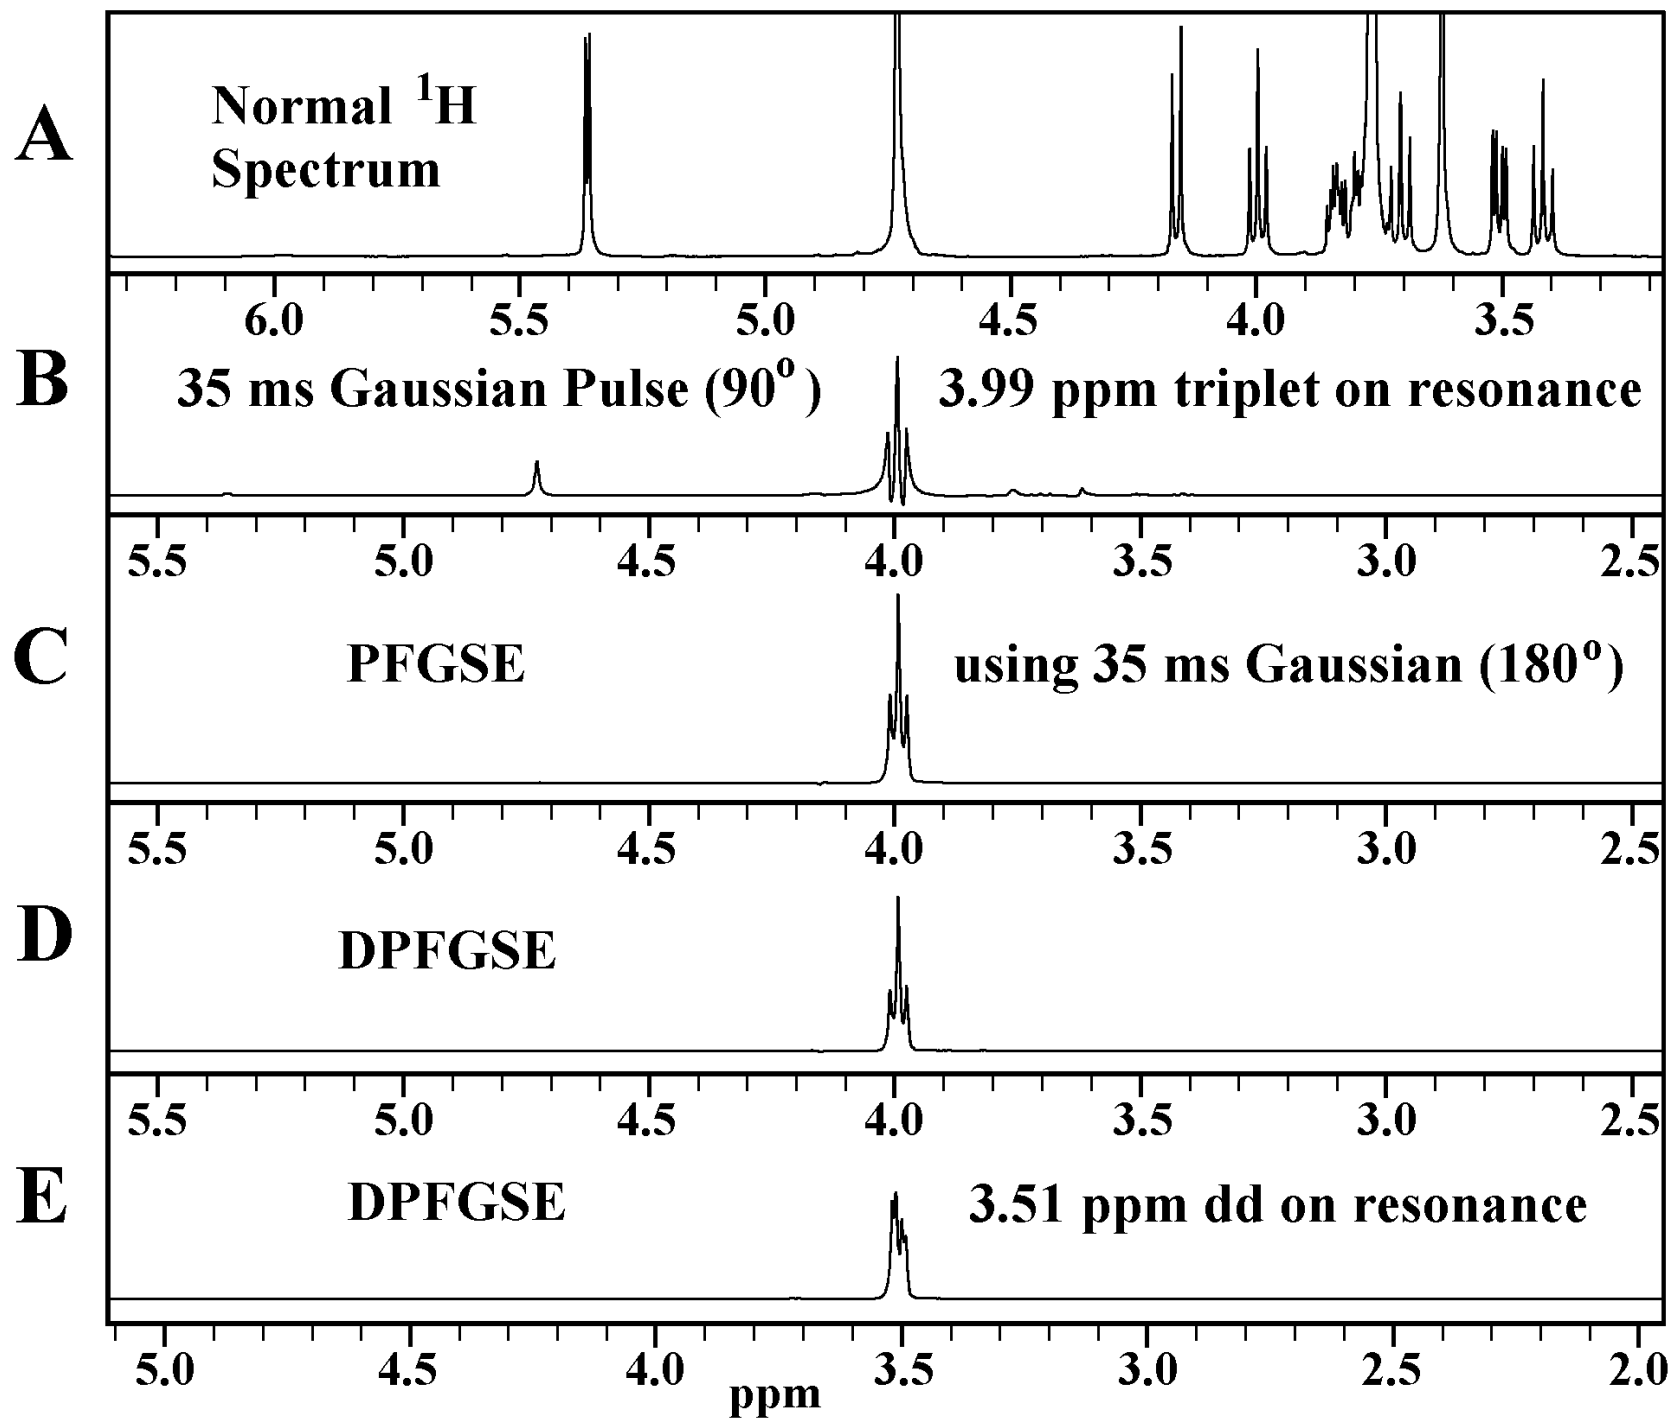 A
Normal ¹H
Spectrum
6.0 5.5 5.0 4.5 4.0 3.5
B
35 ms Gaussian Pulse (90°) 3.99 ppm triplet on resonance
5.5 5.0 4.5 4.0 3.5 3.0 2.5
C
PFGSE using 35 ms Gaussian (180°)
5.5 5.0 4.5 4.0 3.5 3.0 2.5
D
DPFGSE
5.5 5.0 4.5 4.0 3.5 3.0 2.5
E
DPFGSE 3.51 ppm dd on resonance
5.0 4.5 4.0 3.5 3.0 2.5 2.0
ppm